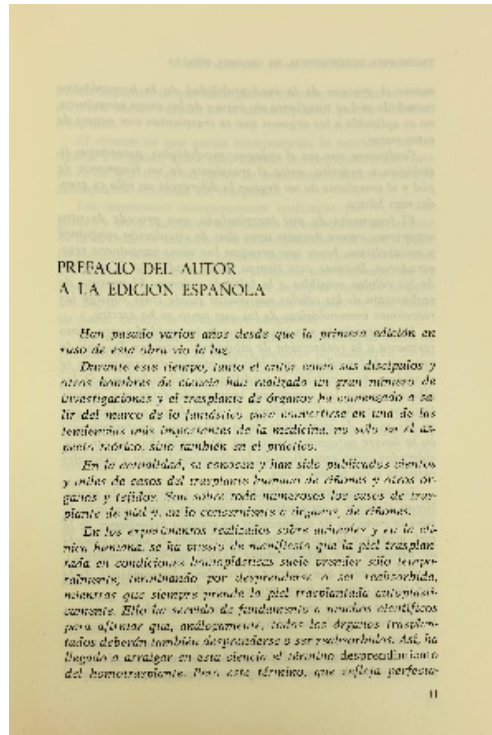 PREFACIO DEL AUTOR
A LA EDICION ESPAÑOLA
Han pasado varios años desde que la primera edición en
ruso de esta obra vio la luz.
Durante este tiempo, tanto el autor como sus discípulos y
otros hombres de ciencia han realizado un gran número de
investigaciones y el trasplante de órganos ha comenzado a sa-
lir del marco de lo fantástico para convertirse en una de las
tendencias más importantes de la medicina, no sólo en el as-
pecto teórico, sino también en el práctico.
En la actualidad, se conocen y han sido publicados cientos
y miles de casos del trasplante humano de riñones y otros ór-
ganos y tejidos. Son sobre todo numerosos los casos de tras-
plante de piel y, en lo concerniente a órganos, de riñones.
En los experimentos realizados sobre animales y en la clí-
nica humana, se ha puesto de manifiesto que la piel trasplan-
tada en condiciones homoplásticas suele prender sólo tempo-
ralmente, terminando por desprenderse o ser reabsorbida,
mientras que siempre prende la piel trasplantada autoplásti-
camente. Ello ha servido de fundamento a muchos científicos
para afirmar que, análogamente, todos los órganos trasplan-
tados deberán también desprenderse o ser reabsorbidos. Así, ha
llegado a arraigar en esta ciencia el término desprendimiento
del homotrasplante. Pero este término, que refleja perfecta-
11